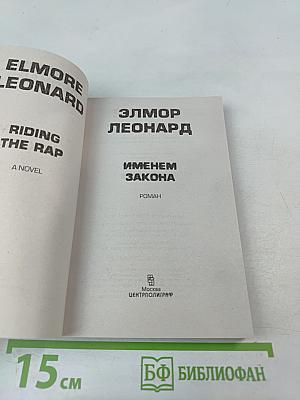 ELMORE
LEONARD
RIDING
THE RAP
A NOVEL
ЭЛМОР
ЛЕОНАРД
ИМЕНЕМ
ЗАКОНА
РОМАН
Москва
ЦЕНТРПОЛИГРАФ
15 см
БФ БИБЛИОФАН